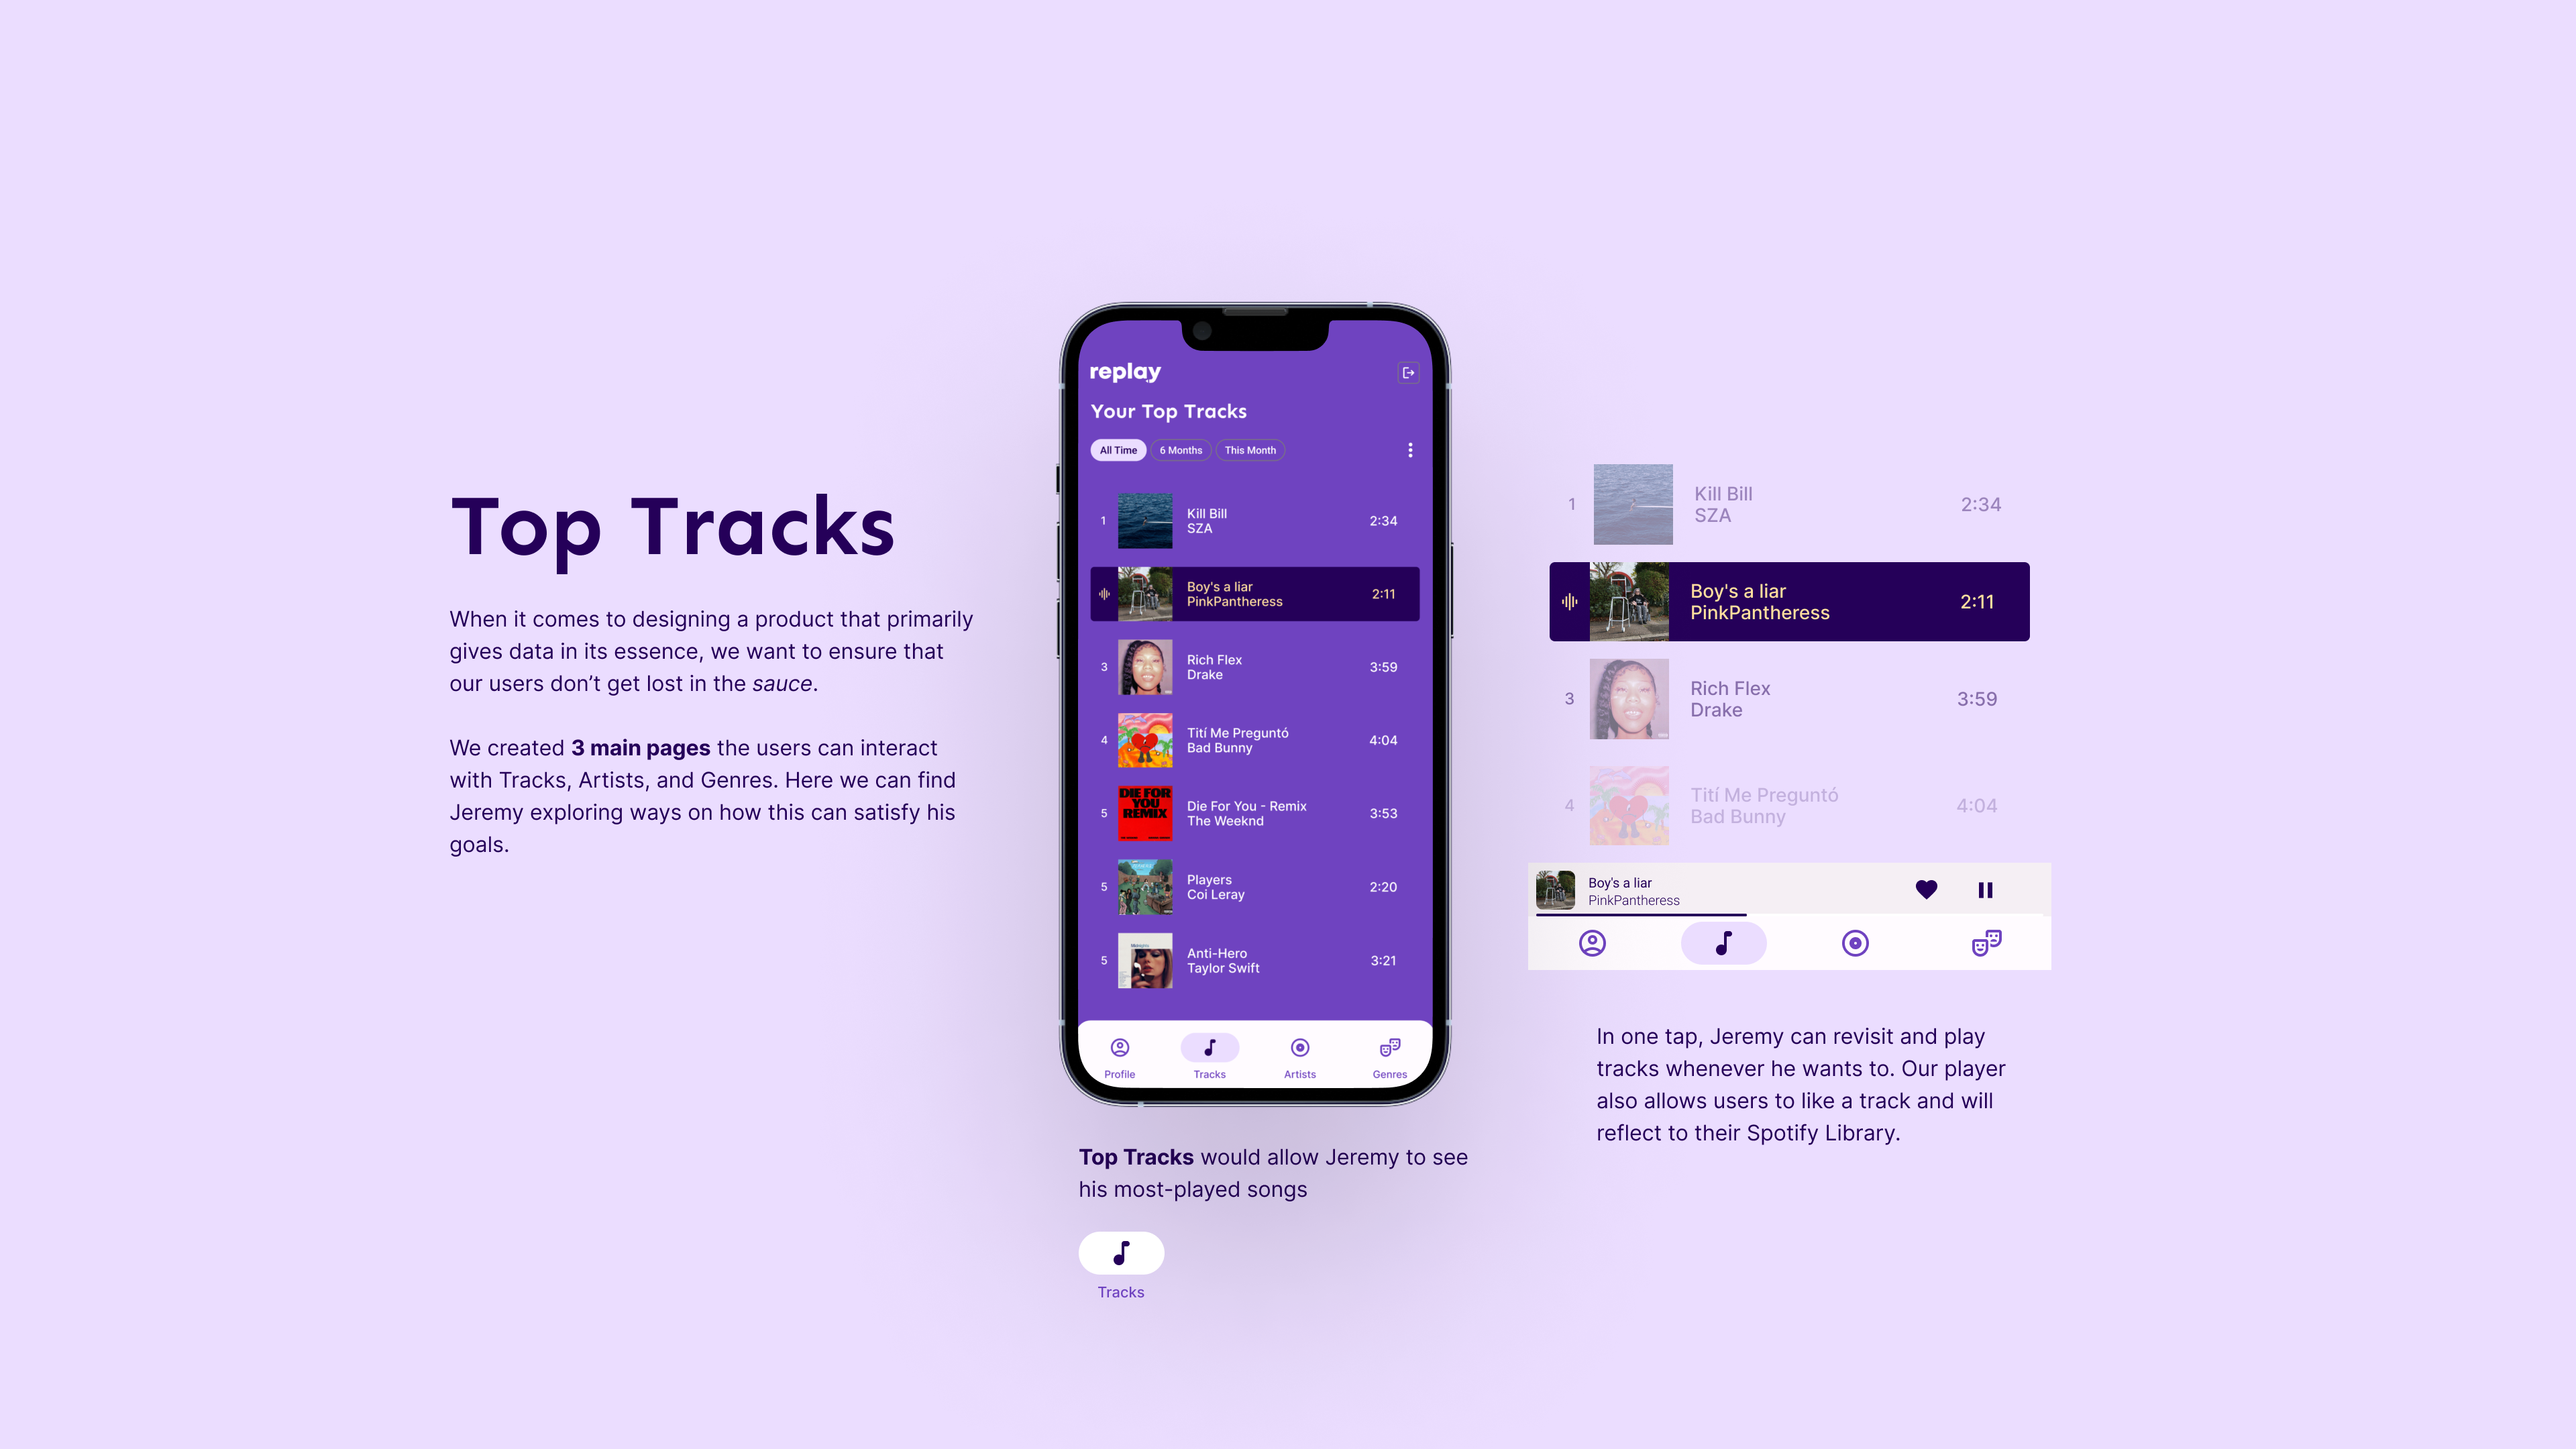 Top Tracks
When it comes to designing a product that primarily
gives data in its essence, we want to ensure that
our users don’t get lost in the sauce.
We created 3 main pages the users can interact
with Tracks, Artists, and Genres. Here we can find
Jeremy exploring ways on how this can satisfy his
goals.
replay
Your Top Tracks
All Time 6 Months This Month
1 Kill Bill 2:34
SZA
Boy's a liar 2:11
PinkPantheress
3 Rich Flex 3:59
Drake
4 Tití Me Preguntó 4:04
Bad Bunny
DIE FOR
YOU
REMIX
5 Die For You - Remix 3:53
The Weeknd
5 Players 2:20
Coi Leray
5 Anti-Hero 3:21
Taylor Swift
Profile Tracks Artists Genres
Top Tracks would allow Jeremy to see
his most-played songs
Tracks
1 Kill Bill 2:34
SZA
Boy's a liar 2:11
PinkPantheress
3 Rich Flex 3:59
Drake
4 Tití Me Preguntó 4:04
Bad Bunny
Boy's a liar
PinkPantheress
In one tap, Jeremy can revisit and play
tracks whenever he wants to. Our player
also allows users to like a track and will
reflect to their Spotify Library.